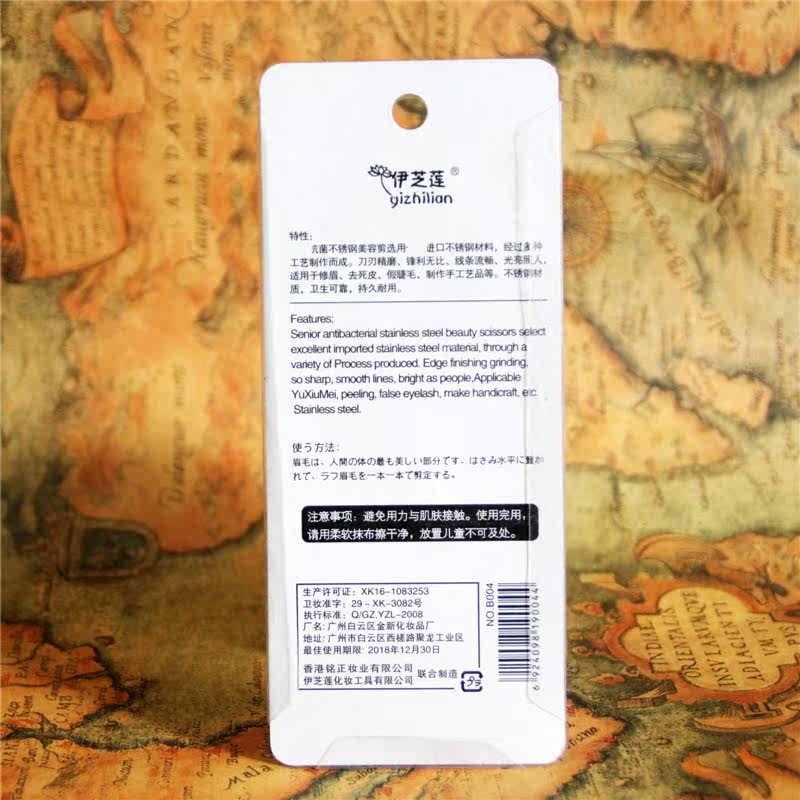 伊芝莲®
yizhilian
特性：
抗菌不锈钢美容剪选用 进口不锈钢材料，经过多种
工艺制作而成。刀刃精磨、锋利无比、线条流畅、光亮照人，
适用于修眉、去死皮、假睫毛、制作手工艺品等。不锈钢材
质，卫生可靠，持久耐用。
Features:
Senior antibacterial stainless steel beauty scissors select
excellent imported stainless steel material, through a
variety of Process produced. Edge finishing grinding,
so sharp, smooth lines, bright as people,Applicable
YuXiuMei, peeling, false eyelash, make handicraft, etc.
Stainless steel.
使う方法：
眉毛は、人間の体の最も美しい部分です、はさみ水平に置か
れて、ラフ眉毛を一本一本で剪定する。
注意事项：避免用力与肌肤接触。使用完用，
请用柔软抹布擦干净，放置儿童不可及处。
生产许可证：XK16-1083253
卫妆准字：29－XK-3082号
执行标准：Q/GZ.YZL-2008
厂名：广州白云区金新化妆品厂
地址：广州市白云区西槎路聚龙工业区
最佳使用期限：2018年12月30日
香港铭正妆业有限公司
伊芝莲化妆工具有限公司
联合制造
プラ
NO.B004
6924098190044
INDIAE
ORIENTALIS